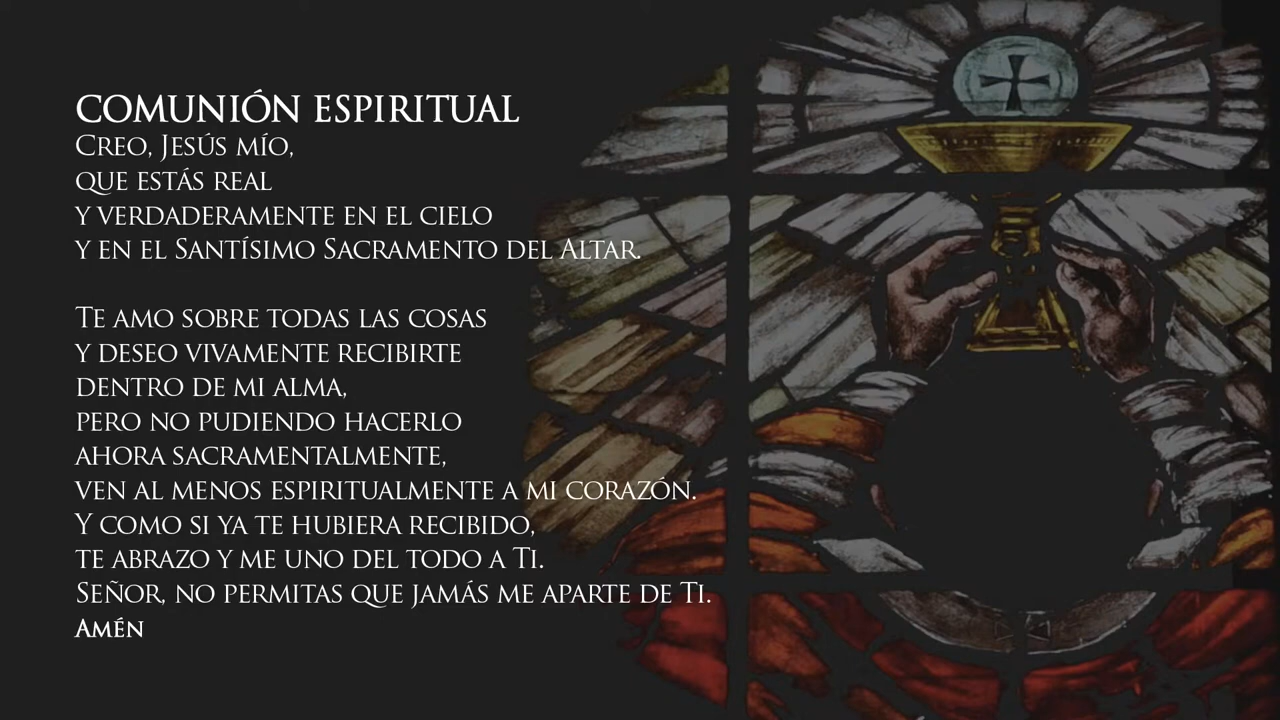 COMUNIÓN ESPIRITUAL
CREO, JESÚS MÍO,
QUE ESTÁS REAL
Y VERDADERAMENTE EN EL CIELO
Y EN EL SANTÍSIMO SACRAMENTO DEL ALTAR.
TE AMO SOBRE TODAS LAS COSAS
Y DESEO VIVAMENTE RECIBIRTE
DENTRO DE MI ALMA,
PERO NO PUDIENDO HACERLO
AHORA SACRAMENTALMENTE,
VEN AL MENOS ESPIRITUALMENTE A MI CORAZÓN.
Y COMO SI YA TE HUBIERA RECIBIDO,
TE ABRAZO Y ME UNO DEL TODO A TI.
SEÑOR, NO PERMITAS QUE JAMÁS ME APARTE DE TI.
AMÉN